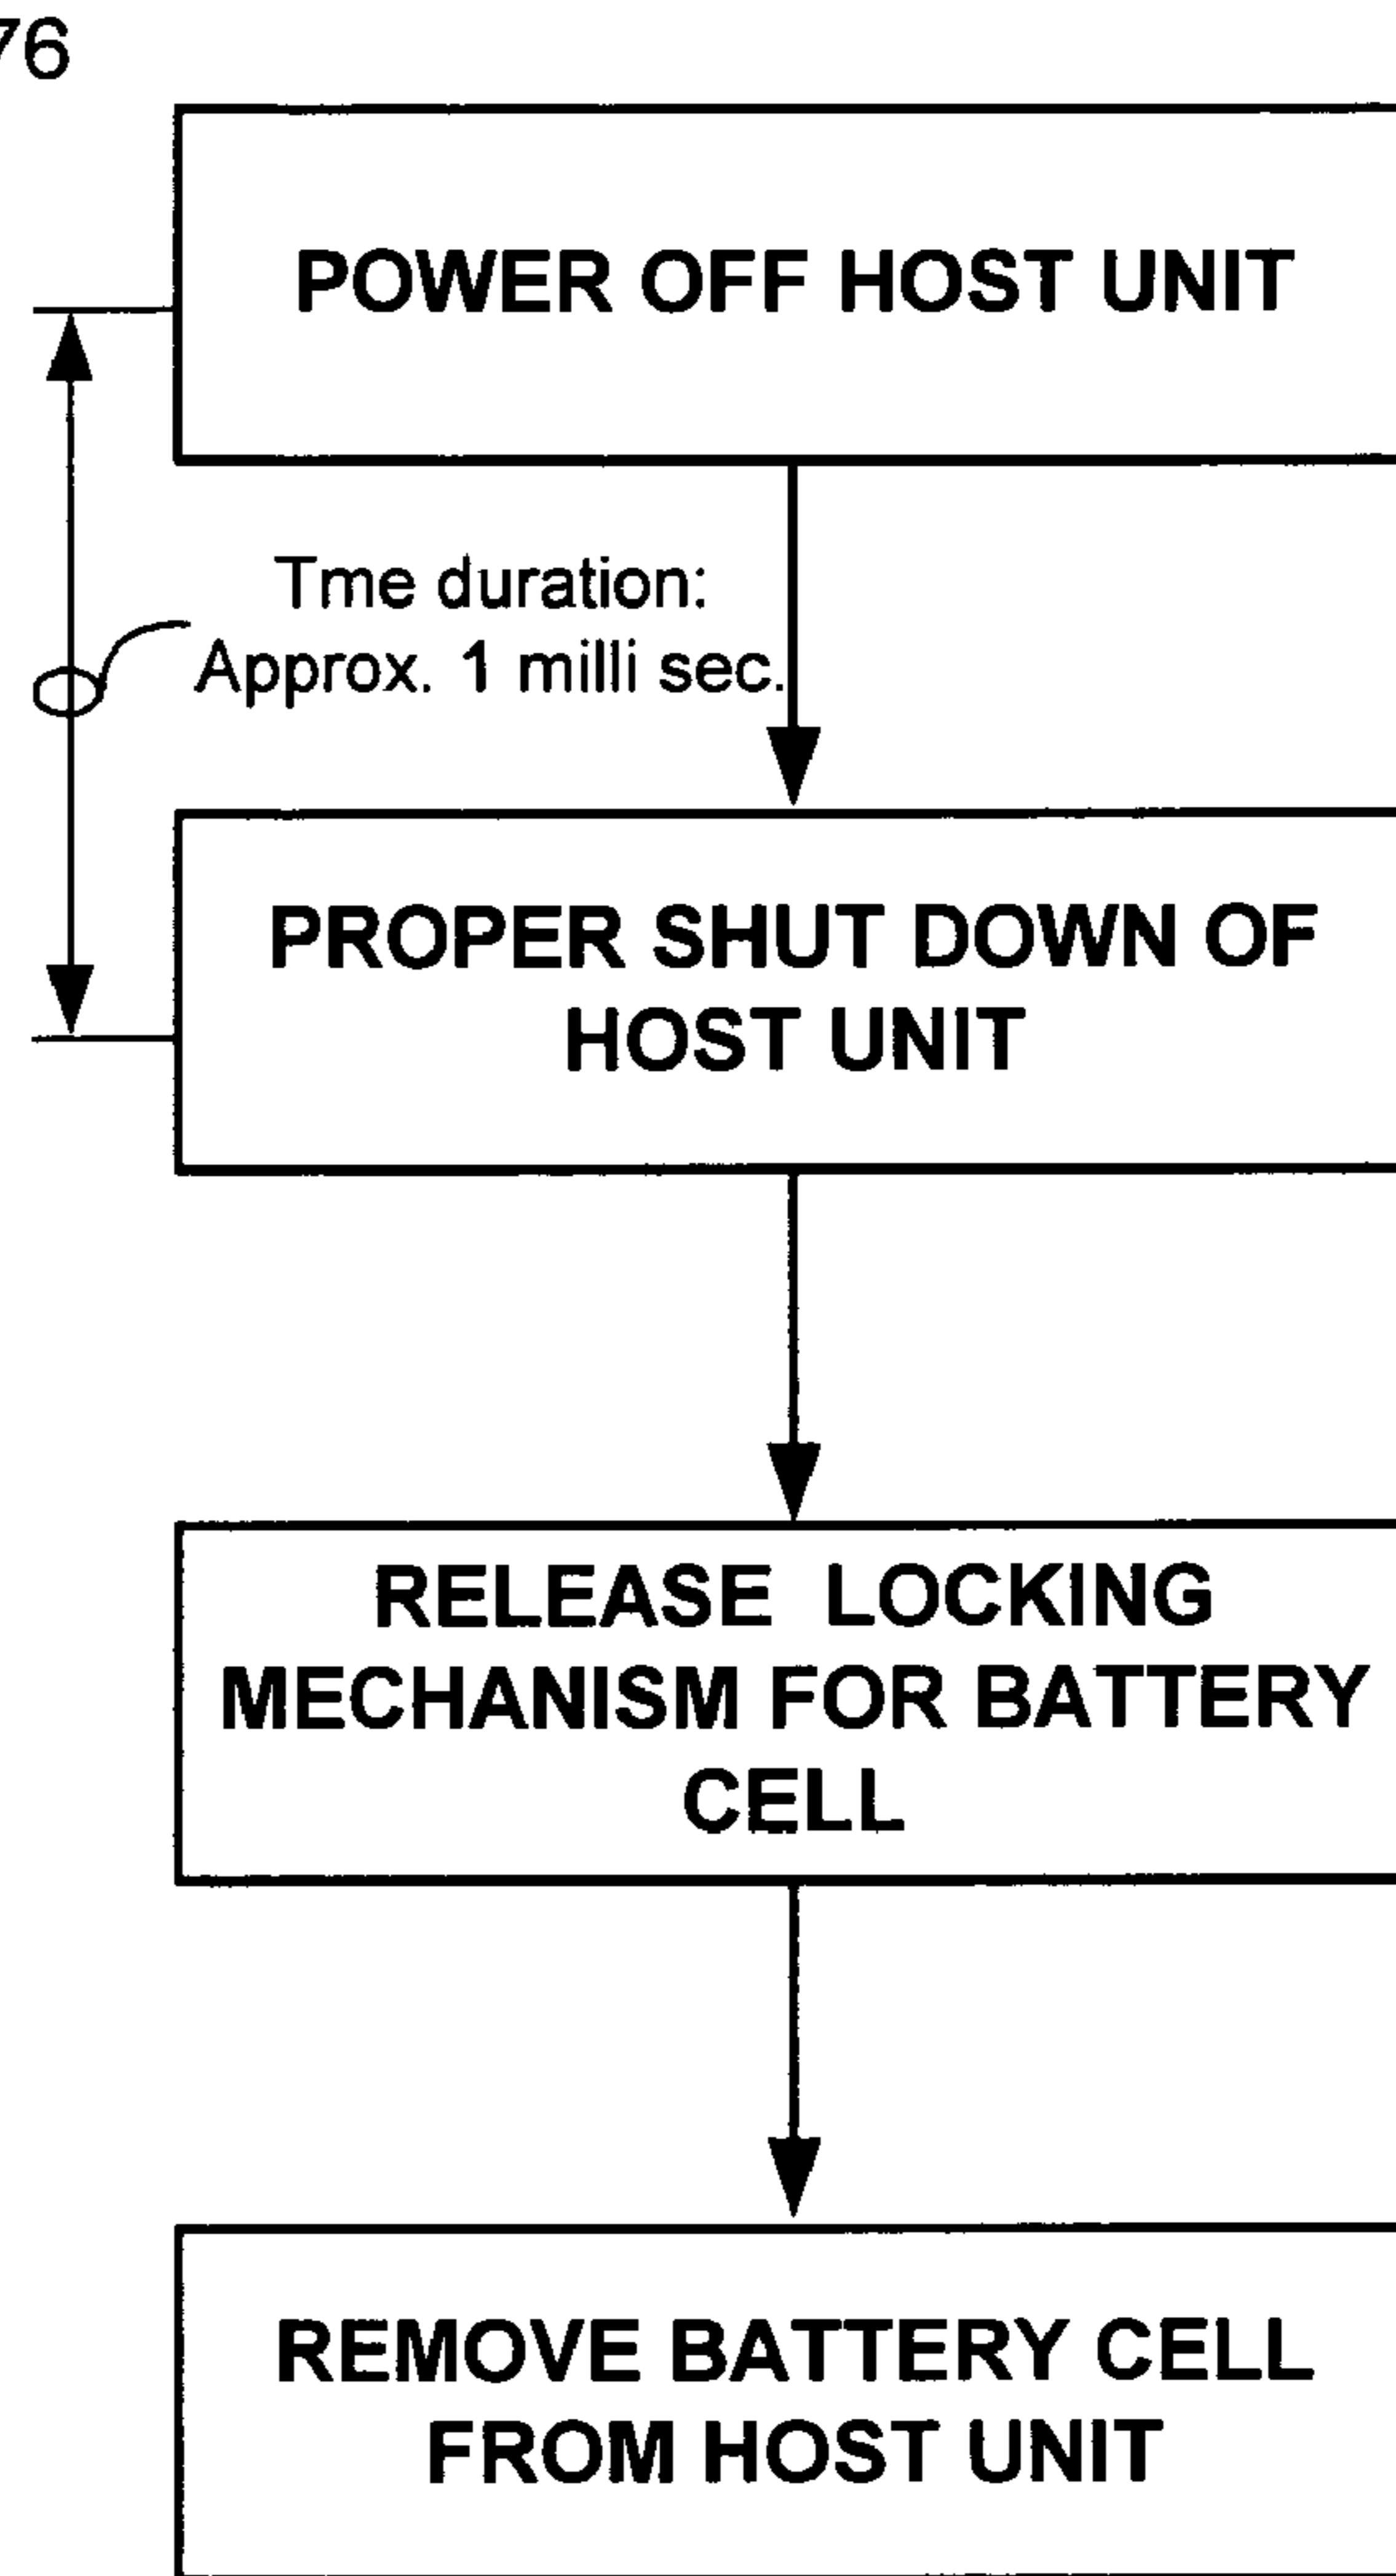 76
POWER OFF HOST UNIT
Tme duration:
Approx. 1 milli sec.
PROPER SHUT DOWN OF
HOST UNIT
RELEASE LOCKING
MECHANISM FOR BATTERY
CELL
REMOVE BATTERY CELL
FROM HOST UNIT